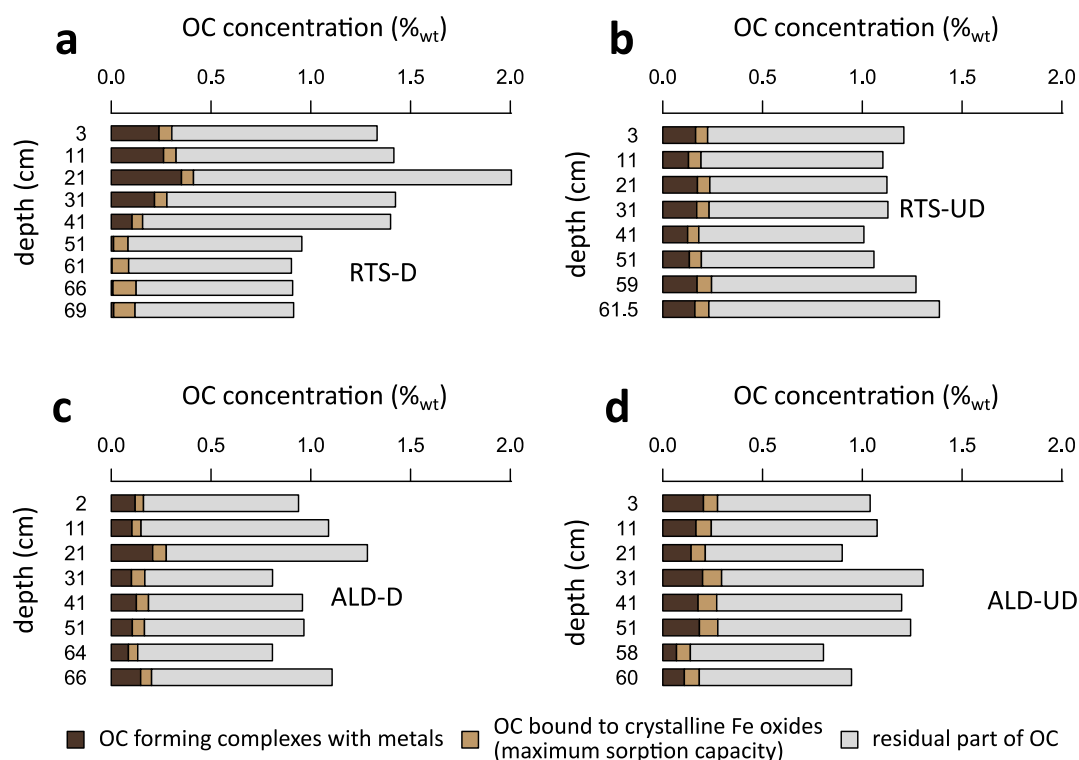 a
OC concentration (%wt)
0.0 0.5 1.0 1.5 2.0
depth (cm)
3
11
21
31
41
51
61
66
69
RTS-D
b
OC concentration (%wt)
0.0 0.5 1.0 1.5 2.0
depth (cm)
3
11
21
31
41
51
59
61.5
RTS-UD
c
OC concentration (%wt)
0.0 0.5 1.0 1.5 2.0
depth (cm)
2
11
21
31
41
51
64
66
ALD-D
d
OC concentration (%wt)
0.0 0.5 1.0 1.5 2.0
depth (cm)
3
11
21
31
41
51
58
60
ALD-UD
OC forming complexes with metals
OC bound to crystalline Fe oxides
(maximum sorption capacity)
residual part of OC